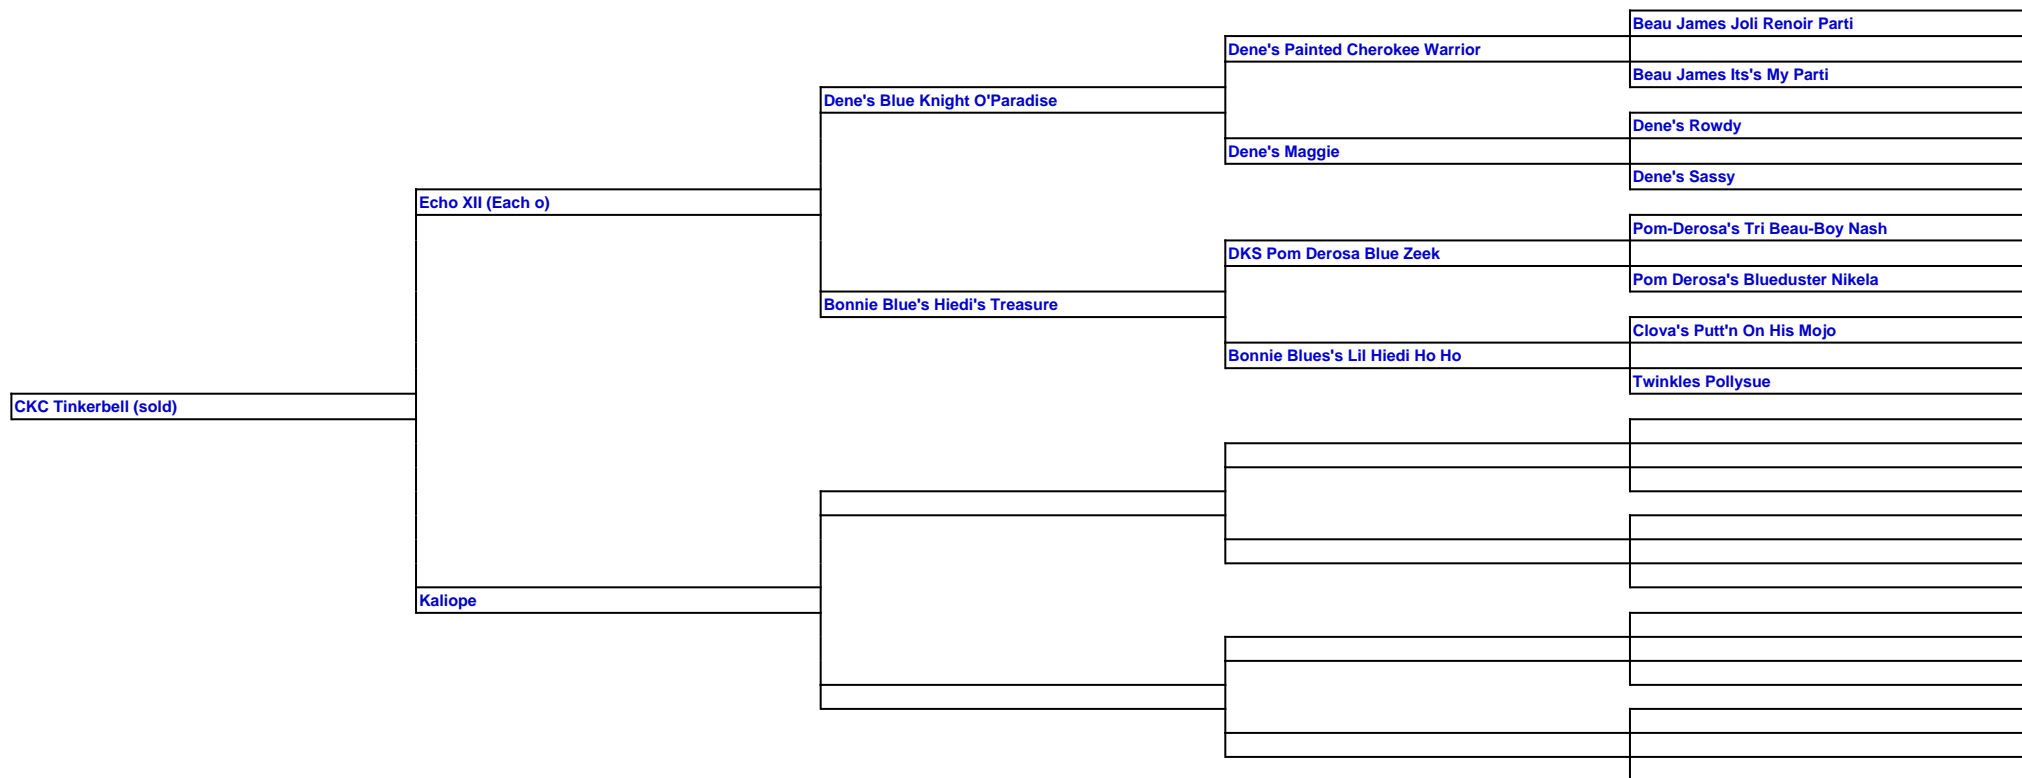 Beau James Joli Renoir Parti
Dene's Painted Cherokee Warrior
Beau James Its's My Parti
Dene's Blue Knight O'Paradise
Dene's Rowdy
Dene's Maggie
Dene's Sassy
Echo XII (Each o)
Pom-Derosa's Tri Beau-Boy Nash
DKS Pom Derosa Blue Zeek
Pom Derosa's Blueduster Nikela
Bonnie Blue's Hiedi's Treasure
Clova's Putt'n On His Mojo
Bonnie Blues's Lil Hiedi Ho Ho
Twinkles Pollysue
CKC Tinkerbell (sold)
Kaliope